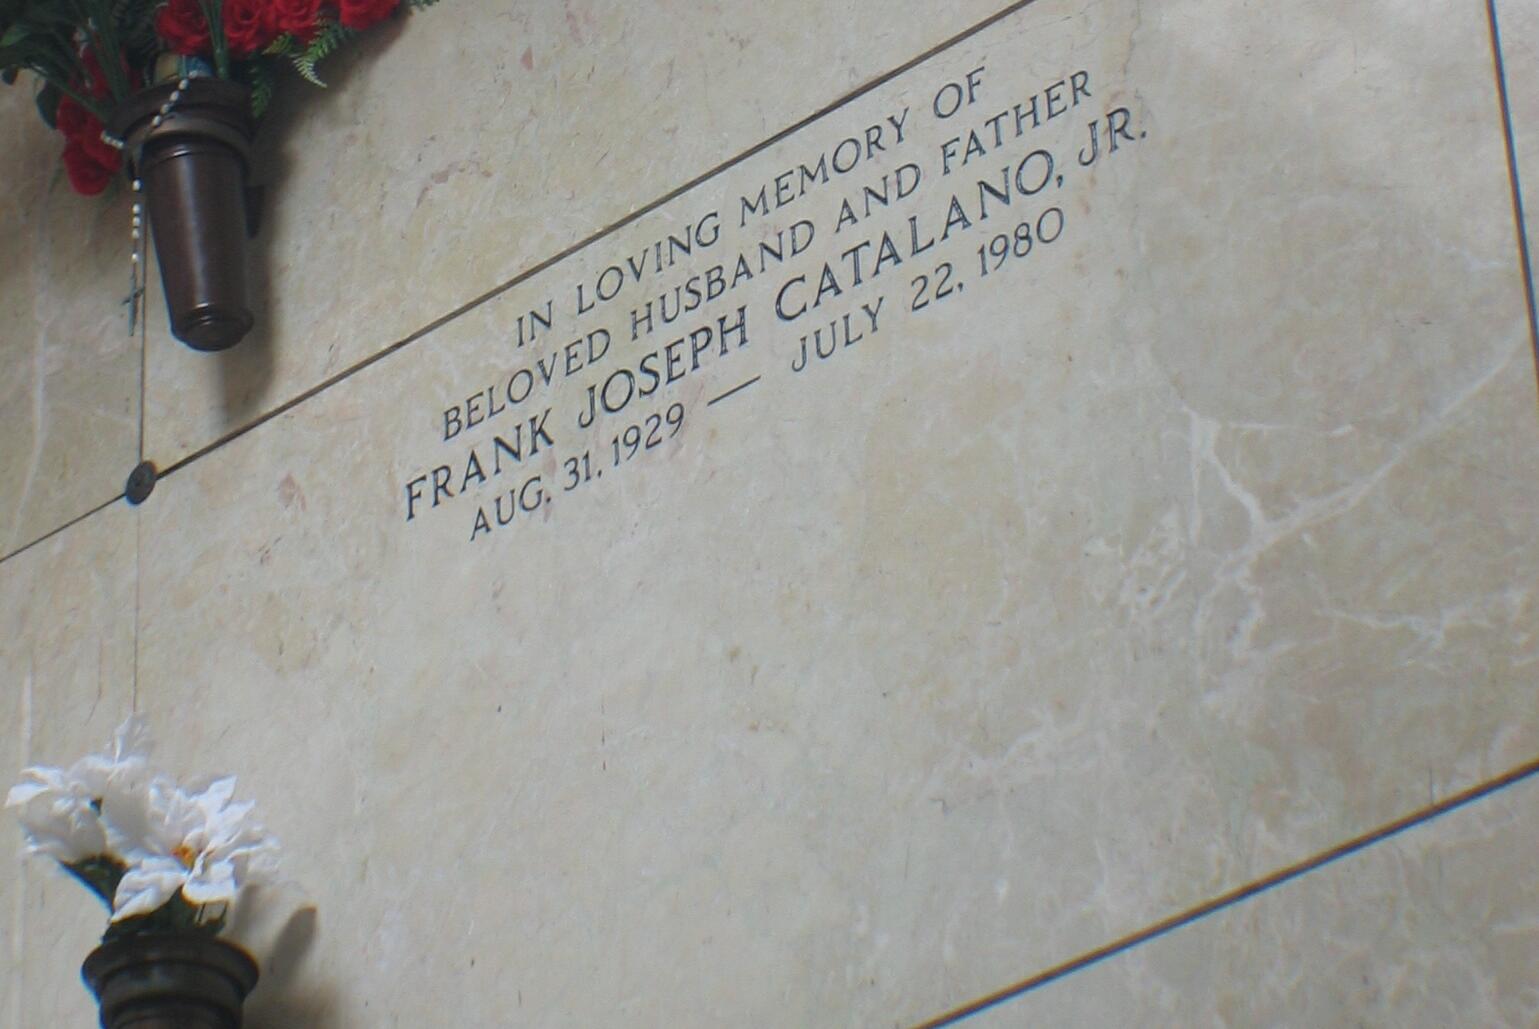 IN LOVING MEMORY OF
BELOVED HUSBAND AND FATHER
FRANK JOSEPH CATALANO, JR.
AUG. 31, 1929 — JULY 22, 1980